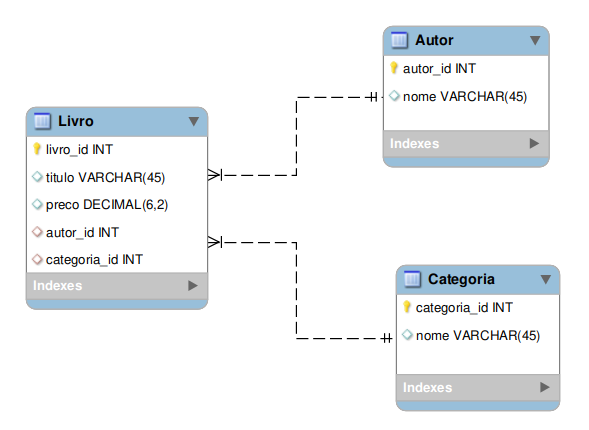 Livro
livro_id INT
titulo VARCHAR(45)
preco DECIMAL(6,2)
autor_id INT
categoria_id INT
Indexes
Autor
autor_id INT
nome VARCHAR(45)
Indexes
Categoria
categoria_id INT
nome VARCHAR(45)
Indexes